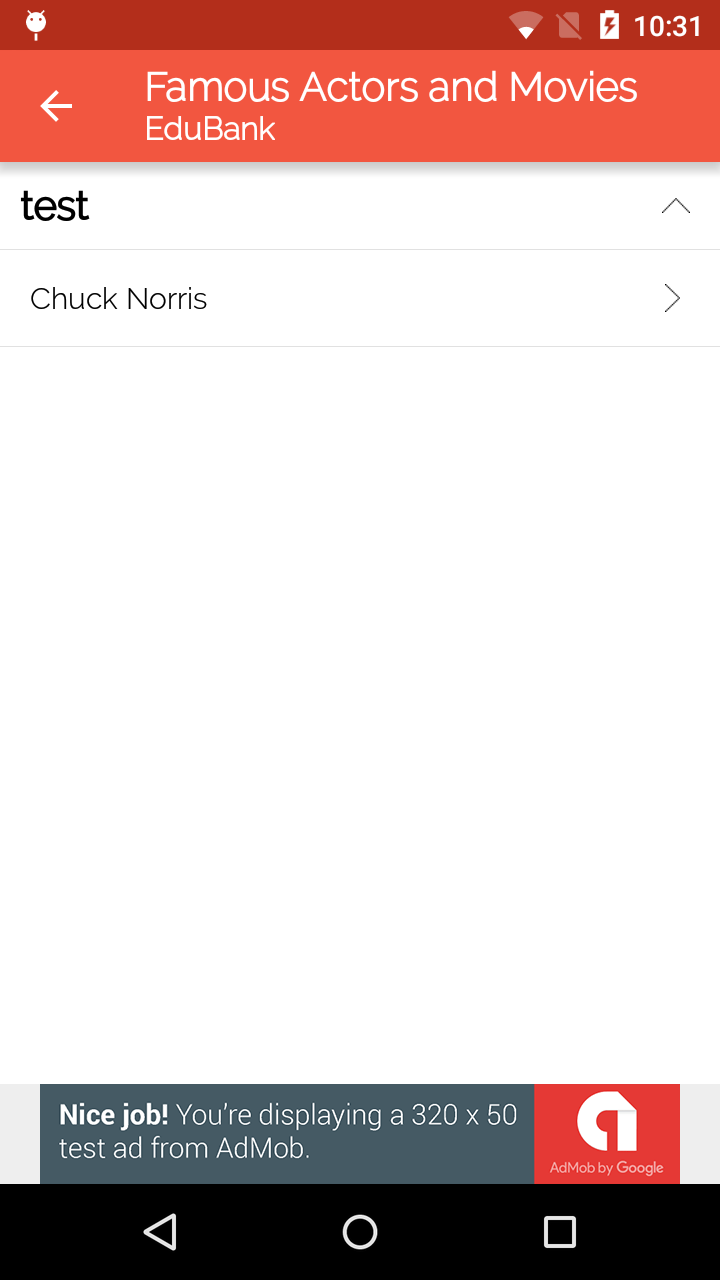 10:31
Famous Actors and Movies
EduBank
test
Chuck Norris
Nice job! You're displaying a 320 x 50
test ad from AdMob.
AdMob by Google